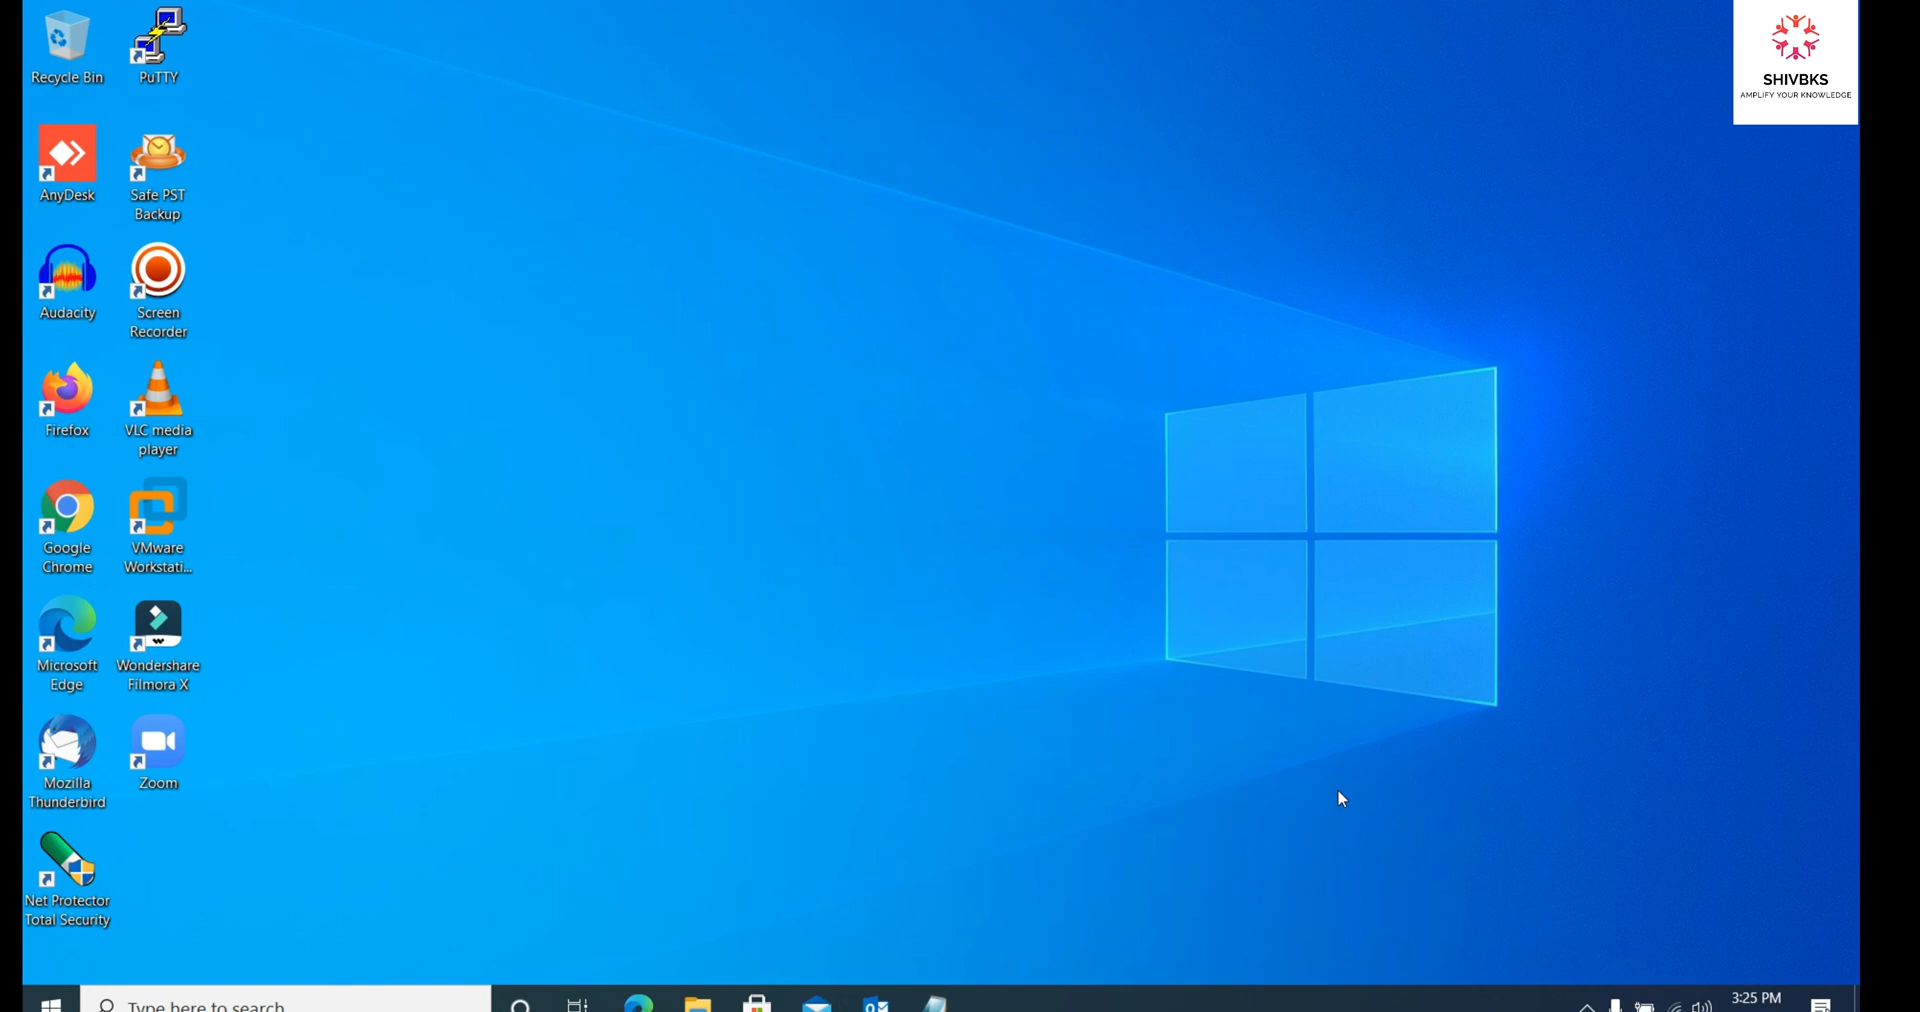 Recycle Bin
PuTTY
SHIVBKS
AMPLIFY YOUR KNOWLEDGE
AnyDesk
Safe PST
Backup
Audacity
Screen
Recorder
Firefox
VLC media
player
Google
Chrome
VMware
Workstati...
Microsoft
Edge
Wondershare
Filmora X
Mozilla
Thunderbird
Zoom
Net Protector
Total Security
Type here to search
3:25 PM